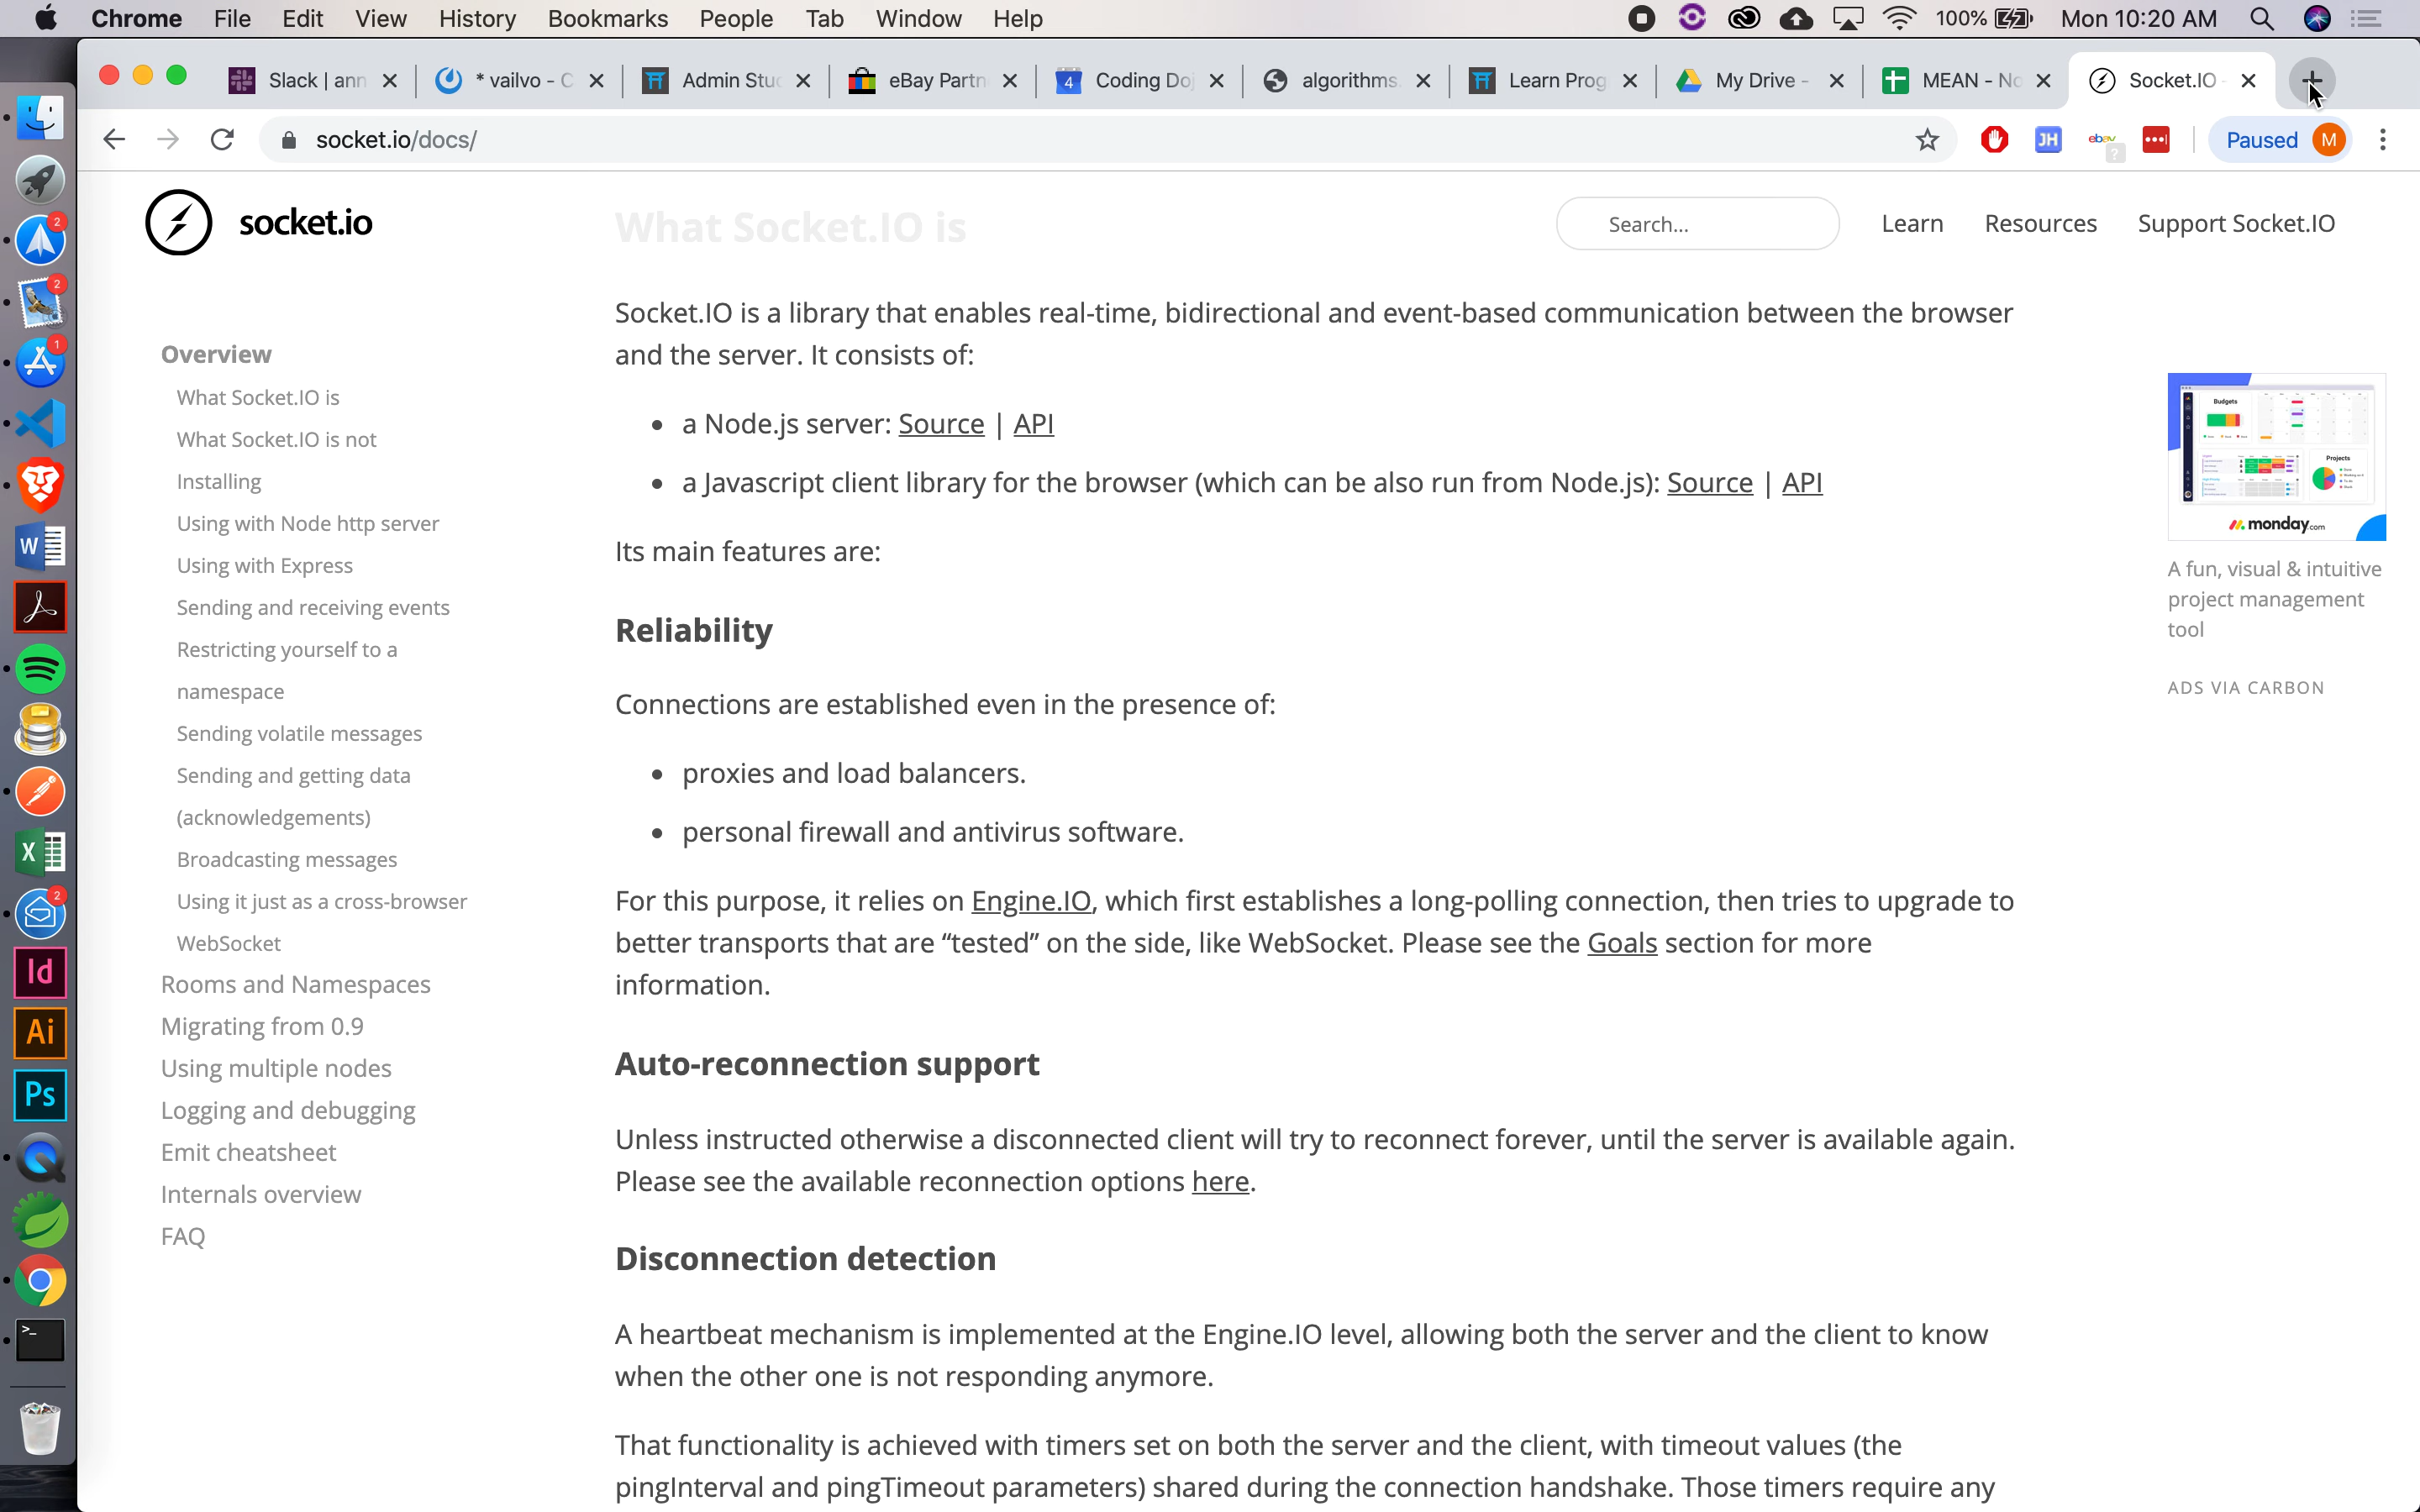 Chrome File Edit View History Bookmarks People Tab Window Help 100% Mon 10:20 AM
Slack | ann * vailvo - C Admin Stud eBay Partn 4 Coding Doj algorithms. Learn Prog My Drive - MEAN - No Socket.IO -
socket.io/docs/ JH ebay ? Paused M
socket.io What Socket.IO is Search... Learn Resources Support Socket.IO
Overview
What Socket.IO is
What Socket.IO is not
Installing
Using with Node http server
Using with Express
Sending and receiving events
Restricting yourself to a
namespace
Sending volatile messages
Sending and getting data
(acknowledgements)
Broadcasting messages
Using it just as a cross-browser
WebSocket
Rooms and Namespaces
Migrating from 0.9
Using multiple nodes
Logging and debugging
Emit cheatsheet
Internals overview
FAQ
Socket.IO is a library that enables real-time, bidirectional and event-based communication between the browser
and the server. It consists of:
• a Node.js server: Source | API
• a Javascript client library for the browser (which can be also run from Node.js): Source | API
Its main features are:
Reliability
Connections are established even in the presence of:
• proxies and load balancers.
• personal firewall and antivirus software.
For this purpose, it relies on Engine.IO, which first establishes a long-polling connection, then tries to upgrade to
better transports that are “tested” on the side, like WebSocket. Please see the Goals section for more
information.
Auto-reconnection support
Unless instructed otherwise a disconnected client will try to reconnect forever, until the server is available again.
Please see the available reconnection options here.
Disconnection detection
A heartbeat mechanism is implemented at the Engine.IO level, allowing both the server and the client to know
when the other one is not responding anymore.
That functionality is achieved with timers set on both the server and the client, with timeout values (the
pingInterval and pingTimeout parameters) shared during the connection handshake. Those timers require any
Budgets
Projects
monday.com
A fun, visual & intuitive
project management
tool
ADS VIA CARBON
2
2
1
W
X
2
Id
Ai
Ps
>_